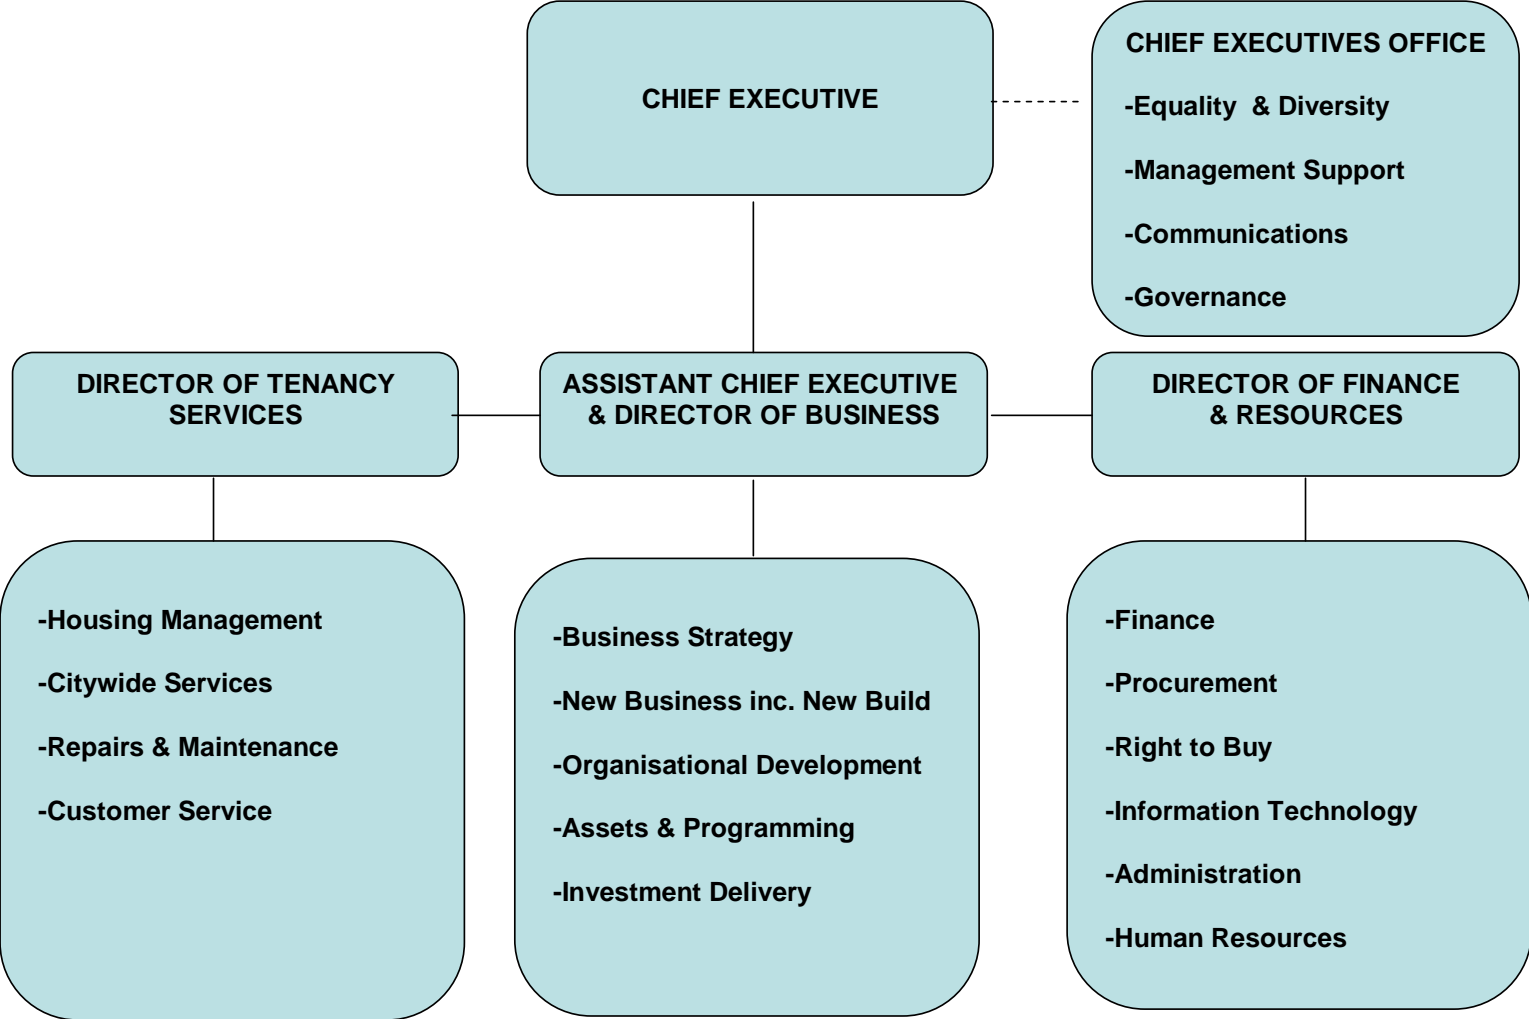 CHIEF EXECUTIVE
CHIEF EXECUTIVES OFFICE
-Equality & Diversity
-Management Support
-Communications
-Governance
DIRECTOR OF TENANCY
SERVICES
ASSISTANT CHIEF EXECUTIVE
& DIRECTOR OF BUSINESS
DIRECTOR OF FINANCE
& RESOURCES
-Housing Management
-Citywide Services
-Repairs & Maintenance
-Customer Service
-Business Strategy
-New Business inc. New Build
-Organisational Development
-Assets & Programming
-Investment Delivery
-Finance
-Procurement
-Right to Buy
-Information Technology
-Administration
-Human Resources